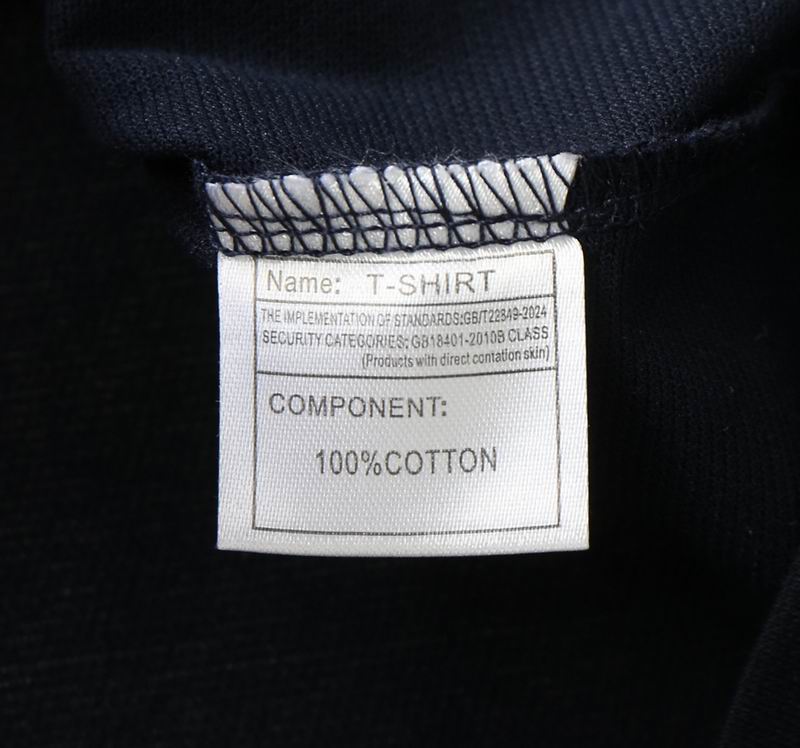 Name: T-SHIRT
THE IMPLEMENTATION OF STANDARDS:GB/T22849-2024
SECURITY CATEGORIES: GB18401-2010B CLASS
(Products with direct contation skin)
COMPONENT:
100%COTTON